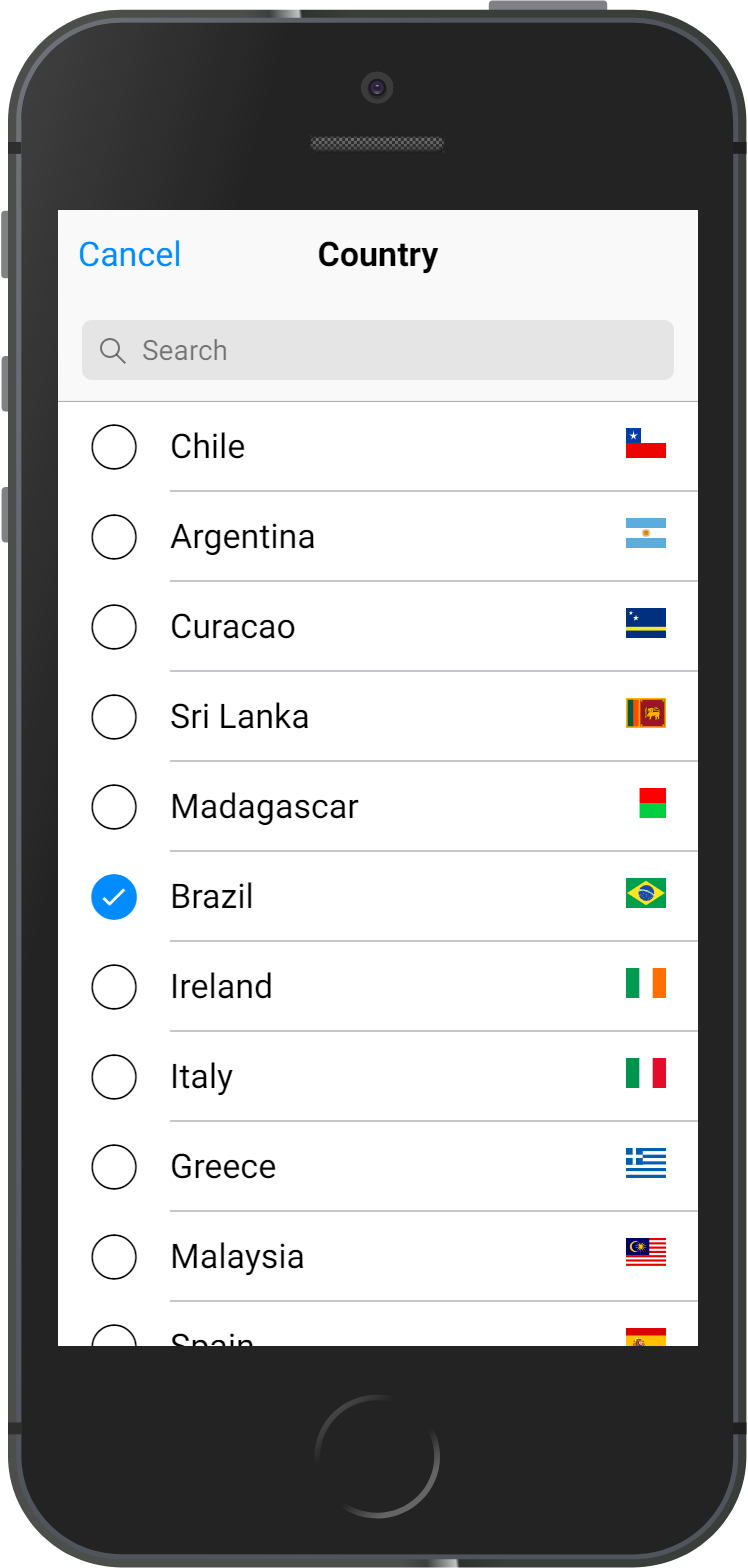 Cancel
Country
Search
Chile
Argentina
Curacao
Sri Lanka
Madagascar
Brazil
Ireland
Italy
Greece
Malaysia
Spain